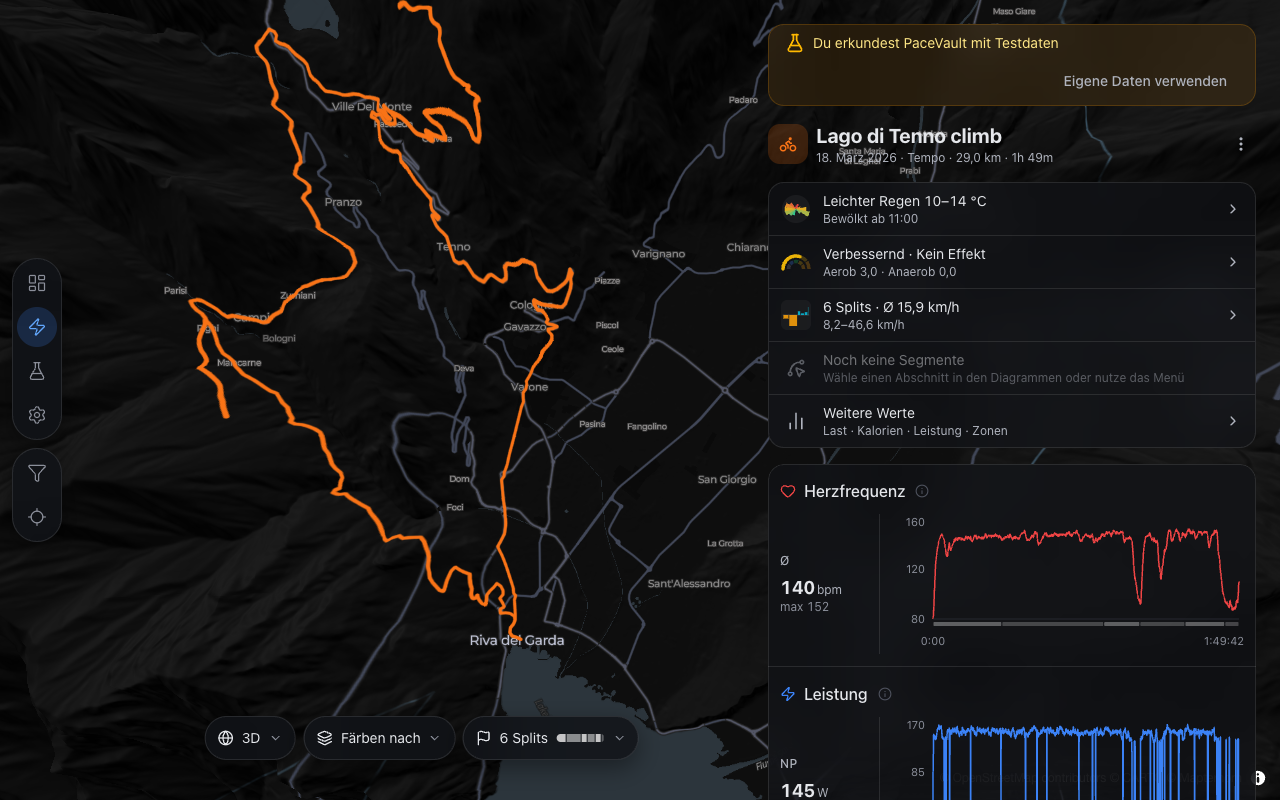 Maso Giare
Du erkundest PaceVault mit Testdaten
Eigene Daten verwenden
Padaro
Ville Del Monte
Lago di Tenno climb
18. März 2026 · Tempo · 29,0 km · 1h 49m
Santa Maria
Prabi
Pranzo
Tenno
Varignano
Chiarano
Parisi
Zumiani
Piazze
Campi
Bologni
Gavazzo
Piscol
Ceole
Mancarne
Deva
Varone
Pasina
Fangolino
Dom
San Giorgio
Foci
La Grotta
Sant'Alessandro
Riva del Garda
Leichter Regen 10–14 °C
Bewölkt ab 11:00
Verbessernd · Kein Effekt
Aerob 3,0 · Anaerob 0,0
6 Splits · Ø 15,9 km/h
8,2–46,6 km/h
Noch keine Segmente
Wähle einen Abschnitt in den Diagrammen oder nutze das Menü
Weitere Werte
Last · Kalorien · Leistung · Zonen
Herzfrequenz
Ø
140 bpm
max 152
160
120
80
0:00
1:49:42
Leistung
NP
145 W
170
85
3D
Färben nach
6 Splits